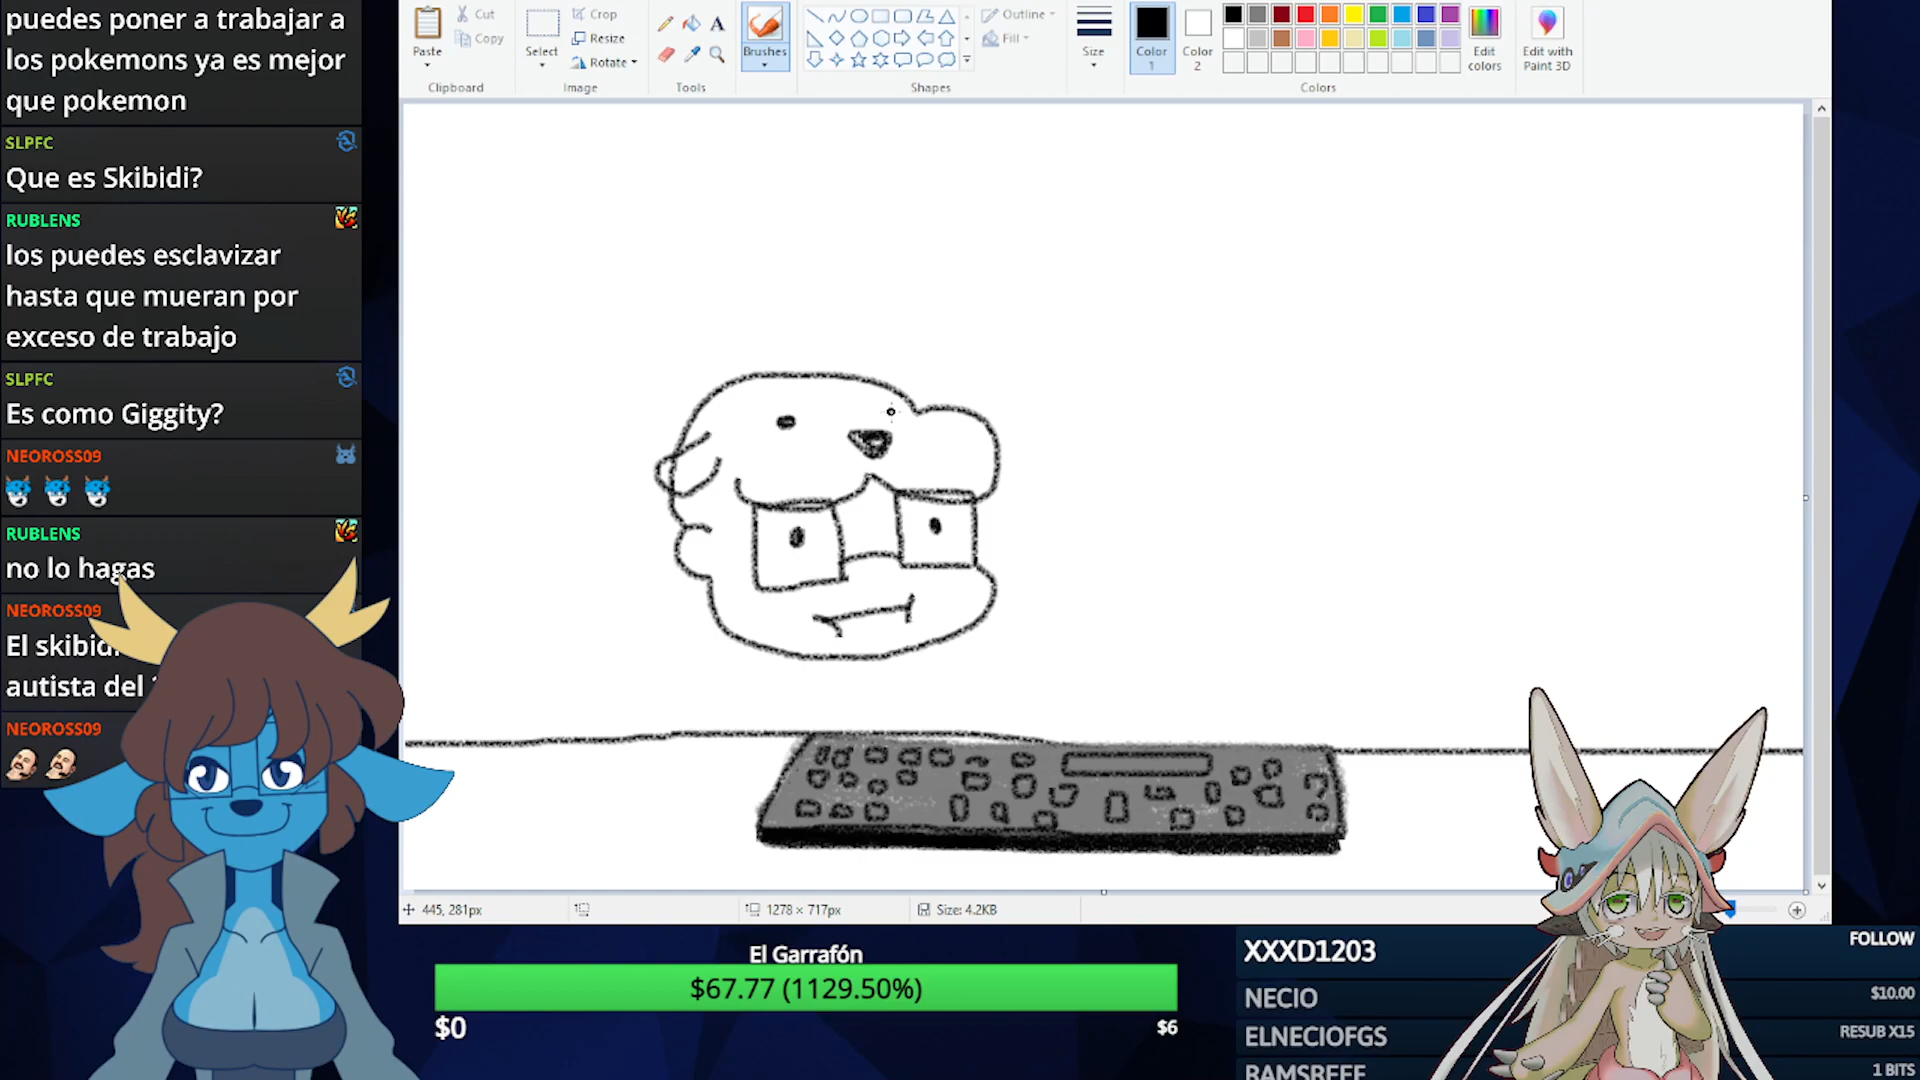 puedes poner a trabajar a
los pokemons ya es mejor
que pokemon
SLPFC
Que es Skibidi?
RUBLENS
los puedes esclavizar
hasta que mueran por
exceso de trabajo
SLPFC
Es como Giggity?
NEOROSS09
RUBLENS
no lo hagas
NEOROSS09
El skibidi
autista del
NEOROSS09
Paste
Cut
Copy
Clipboard
Select
Crop
Resize
Rotate
Image
A
Tools
Brushes
Shapes
Outline
Fill
Size
Color
1
Color
2
Edit
colors
Colors
Edit with
Paint 3D
445, 281px
1278 × 717px
Size: 4.2KB
El Garrafón
$67.77 (1129.50%)
$0
$6
XXXD1203
FOLLOW
NECIO
$10.00
ELNECIOFGS
RESUB X15
RAMSREEE
1 BITS